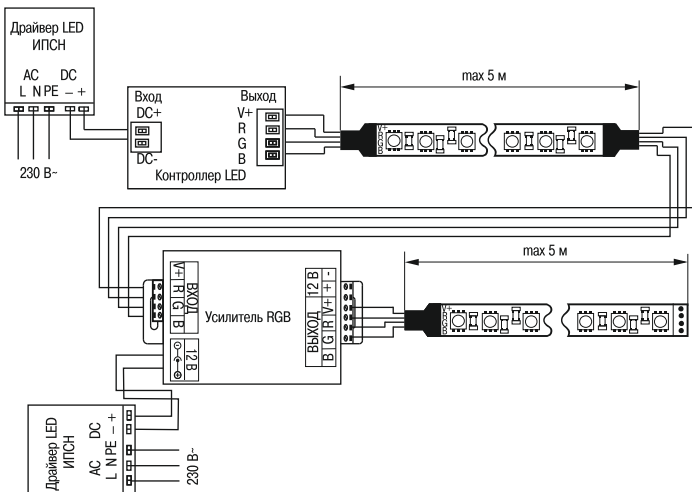 Драйвер LED
ИПСН
AC DC
L N PE – +
230 В~
Вход
DC+
DC-
Выход
V+
R
G
B
Контроллер LED
max 5 м
V+
R
G
B
ВХОД
V+ R G B
12 В
Усилитель RGB
12 В + -
ВЫХОД
B G R V+
max 5 м
Драйвер LED
ИПСН
AC DC
L N PE – +
230 В~